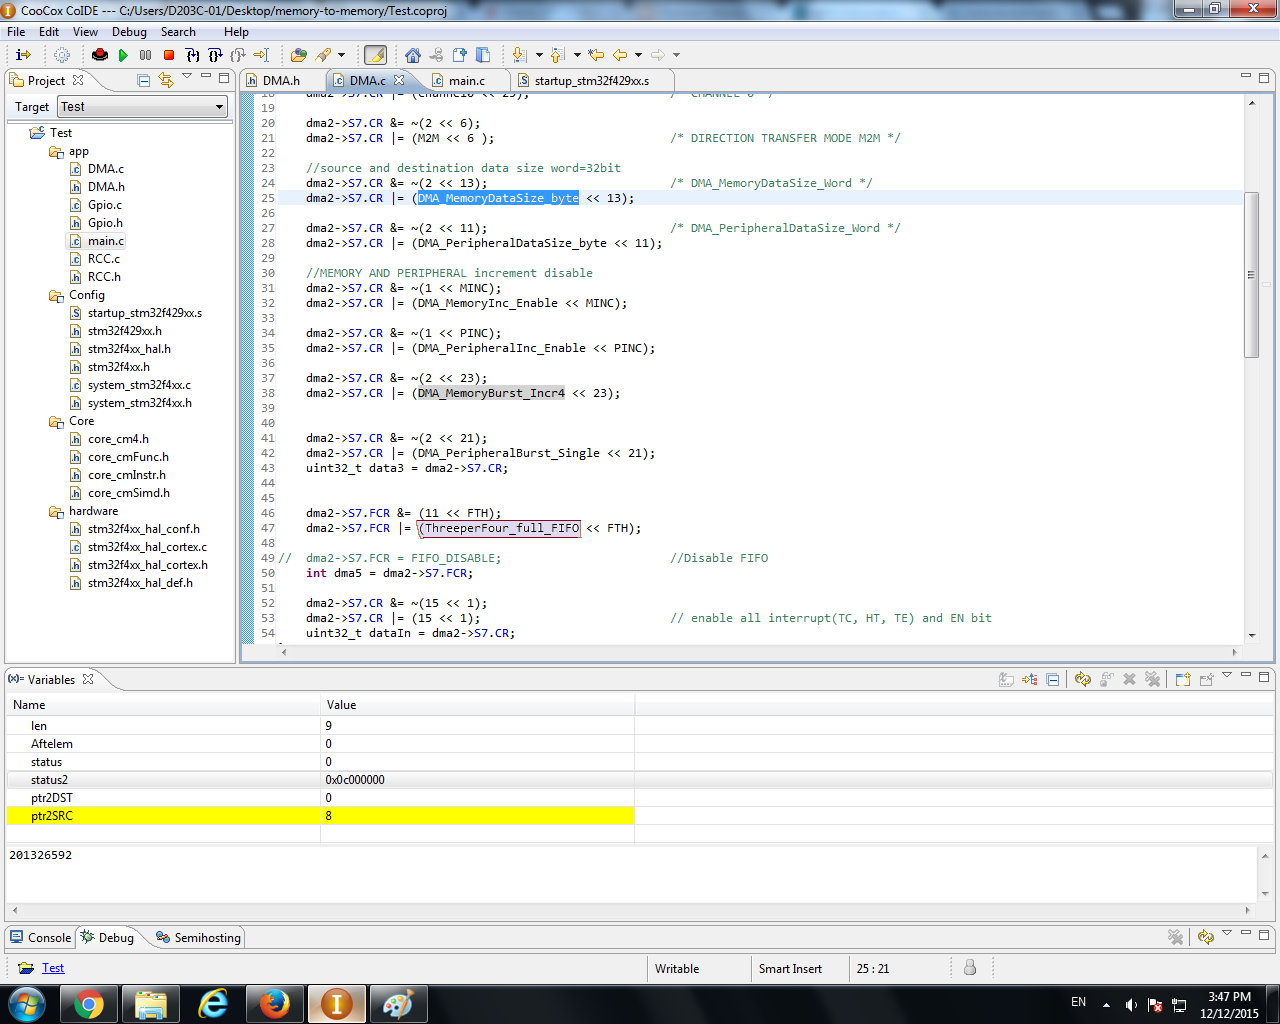 CooCox CoIDE --- C:/Users/D203C-01/Desktop/memory-to-memory/Test.coproj
File Edit View Debug Search Help
Project
Target Test
Test
app
DMA.c
DMA.h
Gpio.c
Gpio.h
main.c
RCC.c
RCC.h
Config
startup_stm32f429xx.s
stm32f429xx.h
stm32f4xx_hal.h
stm32f4xx.h
system_stm32f4xx.c
system_stm32f4xx.h
Core
core_cm4.h
core_cmFunc.h
core_cmInstr.h
core_cmSimd.h
hardware
stm32f4xx_hal_conf.h
stm32f4xx_hal_cortex.c
stm32f4xx_hal_cortex.h
stm32f4xx_hal_def.h
DMA.h DMA.c main.c startup_stm32f429xx.s
19
20 dma2->S7.CR &= ~(2 << 6);
21 dma2->S7.CR |= (M2M << 6 ); /* DIRECTION TRANSFER MODE M2M */
22
23 //source and destination data size word=32bit
24 dma2->S7.CR &= ~(2 << 13); /* DMA_MemoryDataSize_Word */
25 dma2->S7.CR |= (DMA_MemoryDataSize_byte << 13);
26
27 dma2->S7.CR &= ~(2 << 11); /* DMA_PeripheralDataSize_Word */
28 dma2->S7.CR |= (DMA_PeripheralDataSize_byte << 11);
29
30 //MEMORY AND PERIPHERAL increment disable
31 dma2->S7.CR &= ~(1 << MINC);
32 dma2->S7.CR |= (DMA_MemoryInc_Enable << MINC);
33
34 dma2->S7.CR &= ~(1 << PINC);
35 dma2->S7.CR |= (DMA_PeripheralInc_Enable << PINC);
36
37 dma2->S7.CR &= ~(2 << 23);
38 dma2->S7.CR |= (DMA_MemoryBurst_Incr4 << 23);
39
40
41 dma2->S7.CR &= ~(2 << 21);
42 dma2->S7.CR |= (DMA_PeripheralBurst_Single << 21);
43 uint32_t data3 = dma2->S7.CR;
44
45
46 dma2->S7.FCR &= (11 << FTH);
47 dma2->S7.FCR |= (ThreeperFour_full_FIFO << FTH);
48
49 // dma2->S7.FCR = FIFO_DISABLE; //Disable FIFO
50 int dma5 = dma2->S7.FCR;
51
52 dma2->S7.CR &= ~(15 << 1);
53 dma2->S7.CR |= (15 << 1); // enable all interrupt(TC, HT, TE) and EN bit
54 uint32_t dataIn = dma2->S7.CR;
(x)= Variables
Name Value
len 9
Aftelem 0
status 0
status2 0x0c000000
ptr2DST 0
ptr2SRC 8
201326592
Console Debug Semihosting
Test Writable Smart Insert 25 : 21
EN 3:47 PM
12/12/2015